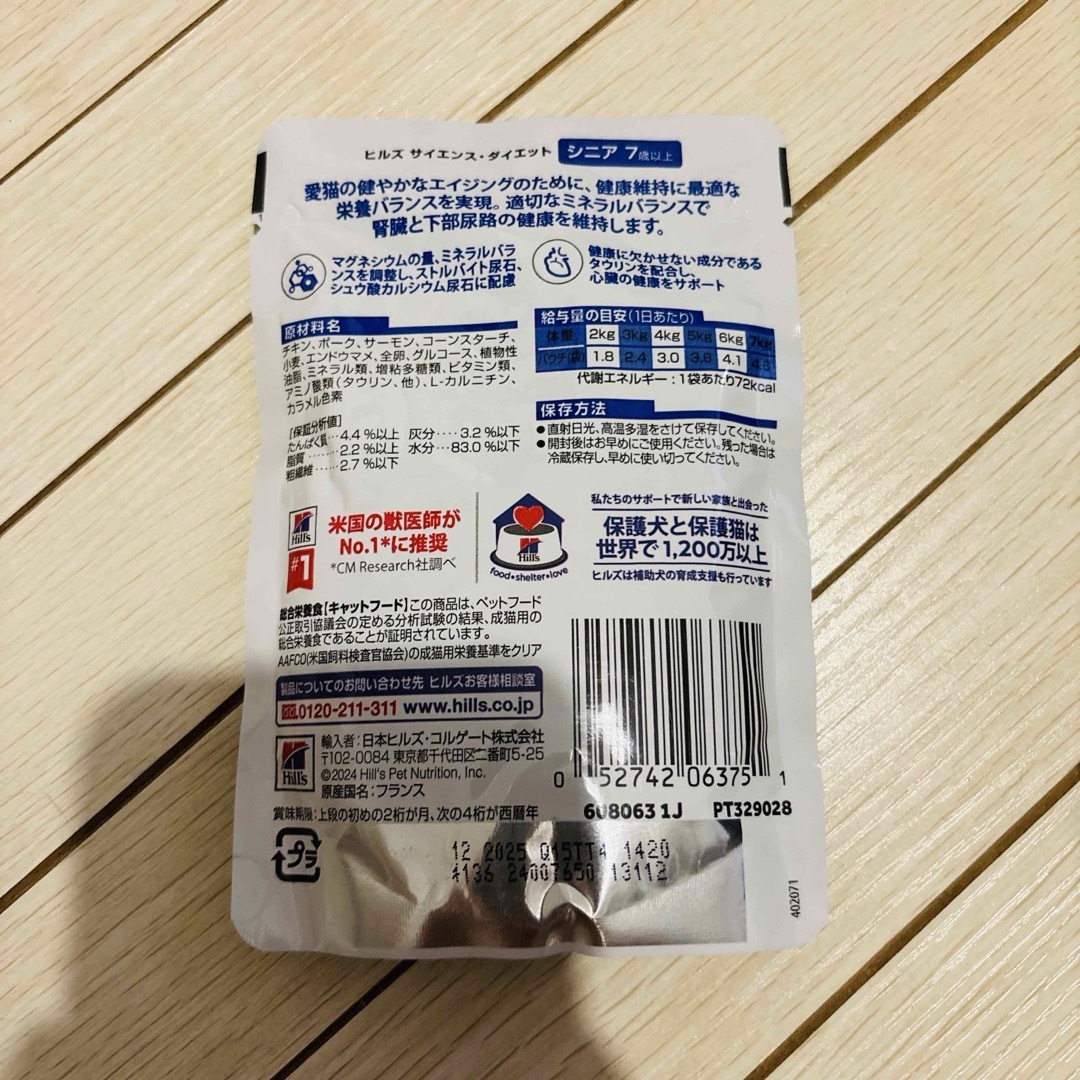 ヒルズ サイエンス・ダイエット シニア 7歳以上
愛猫の健やかなエイジングのために、健康維持に最適な
栄養バランスを実現。適切なミネラルバランスで
腎臓と下部尿路の健康を維持します。
マグネシウムの量、ミネラルバラ
ンスを調整し、ストルバイト尿石、
シュウ酸カルシウム尿石に配慮
健康に欠かせない成分である
タウリンを配合し、
心臓の健康をサポート
原材料名
チキン、ポーク、サーモン、コーンスターチ、
小麦、エンドウマメ、全卵、グルコース、植物性
油脂、ミネラル類、増粘多糖類、ビタミン類、
アミノ酸類(タウリン、他)、L-カルニチン、
カラメル色素
[保証分析値]
たんぱく質…4.4%以上 灰分‥‥3.2%以下
脂質………2.2%以上 水分…83.0%以下
粗繊維……2.7%以下
給与量の目安(1日あたり)
体重 2kg 3kg 4kg 5kg 6kg 7kg
パウチ(袋) 1.8 2.4 3.0 3.6 4.1 4.6
代謝エネルギー:1袋あたり72kcal
保存方法
●直射日光、高温多湿をさけて保存してください。
●開封後はお早めにご使用ください。残った場合は
冷蔵保存し、早めに使い切ってください。
Hill's
#1
米国の獣医師が
No.1*に推奨
*CM Research社調べ
Hill's
food•shelter•love
私たちのサポートで新しい家族と出会った
保護犬と保護猫は
世界で1,200万以上
ヒルズは補助犬の育成支援も行っています
総合栄養食【キャットフード】この商品は、ペットフード
公正取引協議会の定める分析試験の結果、成猫用の
総合栄養食であることが証明されています。
AAFCO(米国飼料検査官協会)の成猫用栄養基準をクリア
製品についてのお問い合わせ先 ヒルズお客様相談室
0120-211-311 www.hills.co.jp
Hill's
輸入者:日本ヒルズ・コルゲート株式会社
〒102-0084 東京都千代田区二番町5-25
©2024 Hill's Pet Nutrition, Inc.
原産国名:フランス
賞味期限:上段の初めの2桁が月、次の4桁が西暦年
0 52742 06375 1
608063 1J PT329028
プラ
12 2025 Q15TT4 1420
4136 24007650 13112
402071